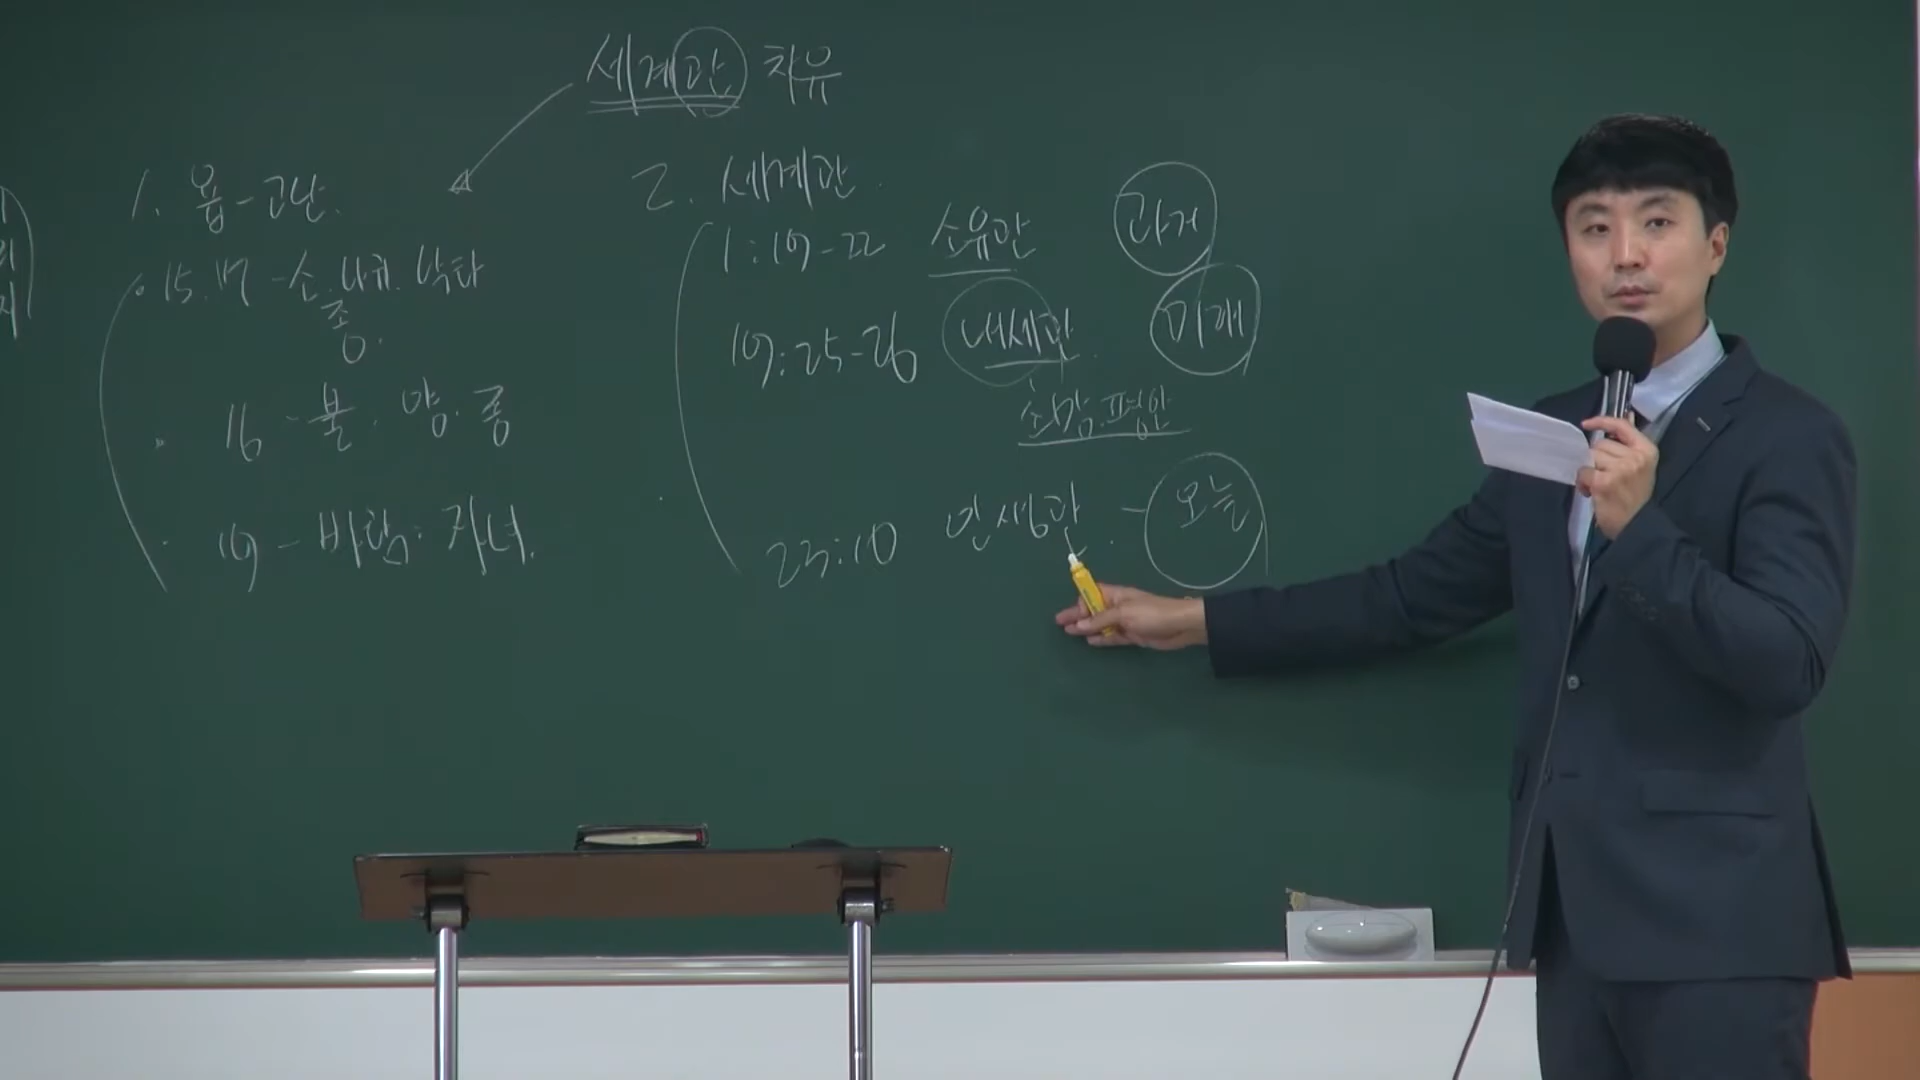 세계관 치유
1. 욥-고난.
15.17 - 소.나귀.낙타
종.
16 - 불. 양. 종
19 - 바람: 자녀.
2. 세계관.
1:19-22 소유관 과거
19:25-26 내세관. 미래
소망.평안
23:10 인생관. - 오늘